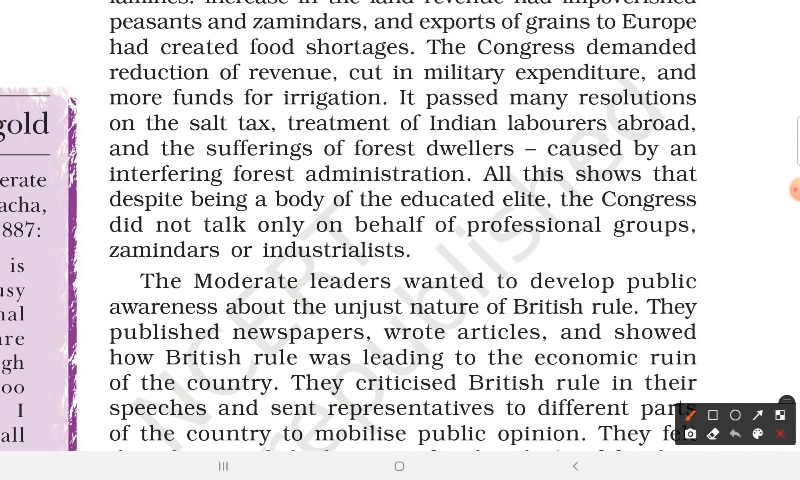 peasants and zamindars, and exports of grains to Europe
had created food shortages. The Congress demanded
reduction of revenue, cut in military expenditure, and
more funds for irrigation. It passed many resolutions
on the salt tax, treatment of Indian labourers abroad,
and the sufferings of forest dwellers – caused by an
interfering forest administration. All this shows that
despite being a body of the educated elite, the Congress
did not talk only on behalf of professional groups,
zamindars or industrialists.
The Moderate leaders wanted to develop public
awareness about the unjust nature of British rule. They
published newspapers, wrote articles, and showed
how British rule was leading to the economic ruin
of the country. They criticised British rule in their
speeches and sent representatives to different parts
of the country to mobilise public opinion. They felt
gold
erate
acha,
887:
is
usy
nal
are
gh
oo
I
all
NCERT
republished